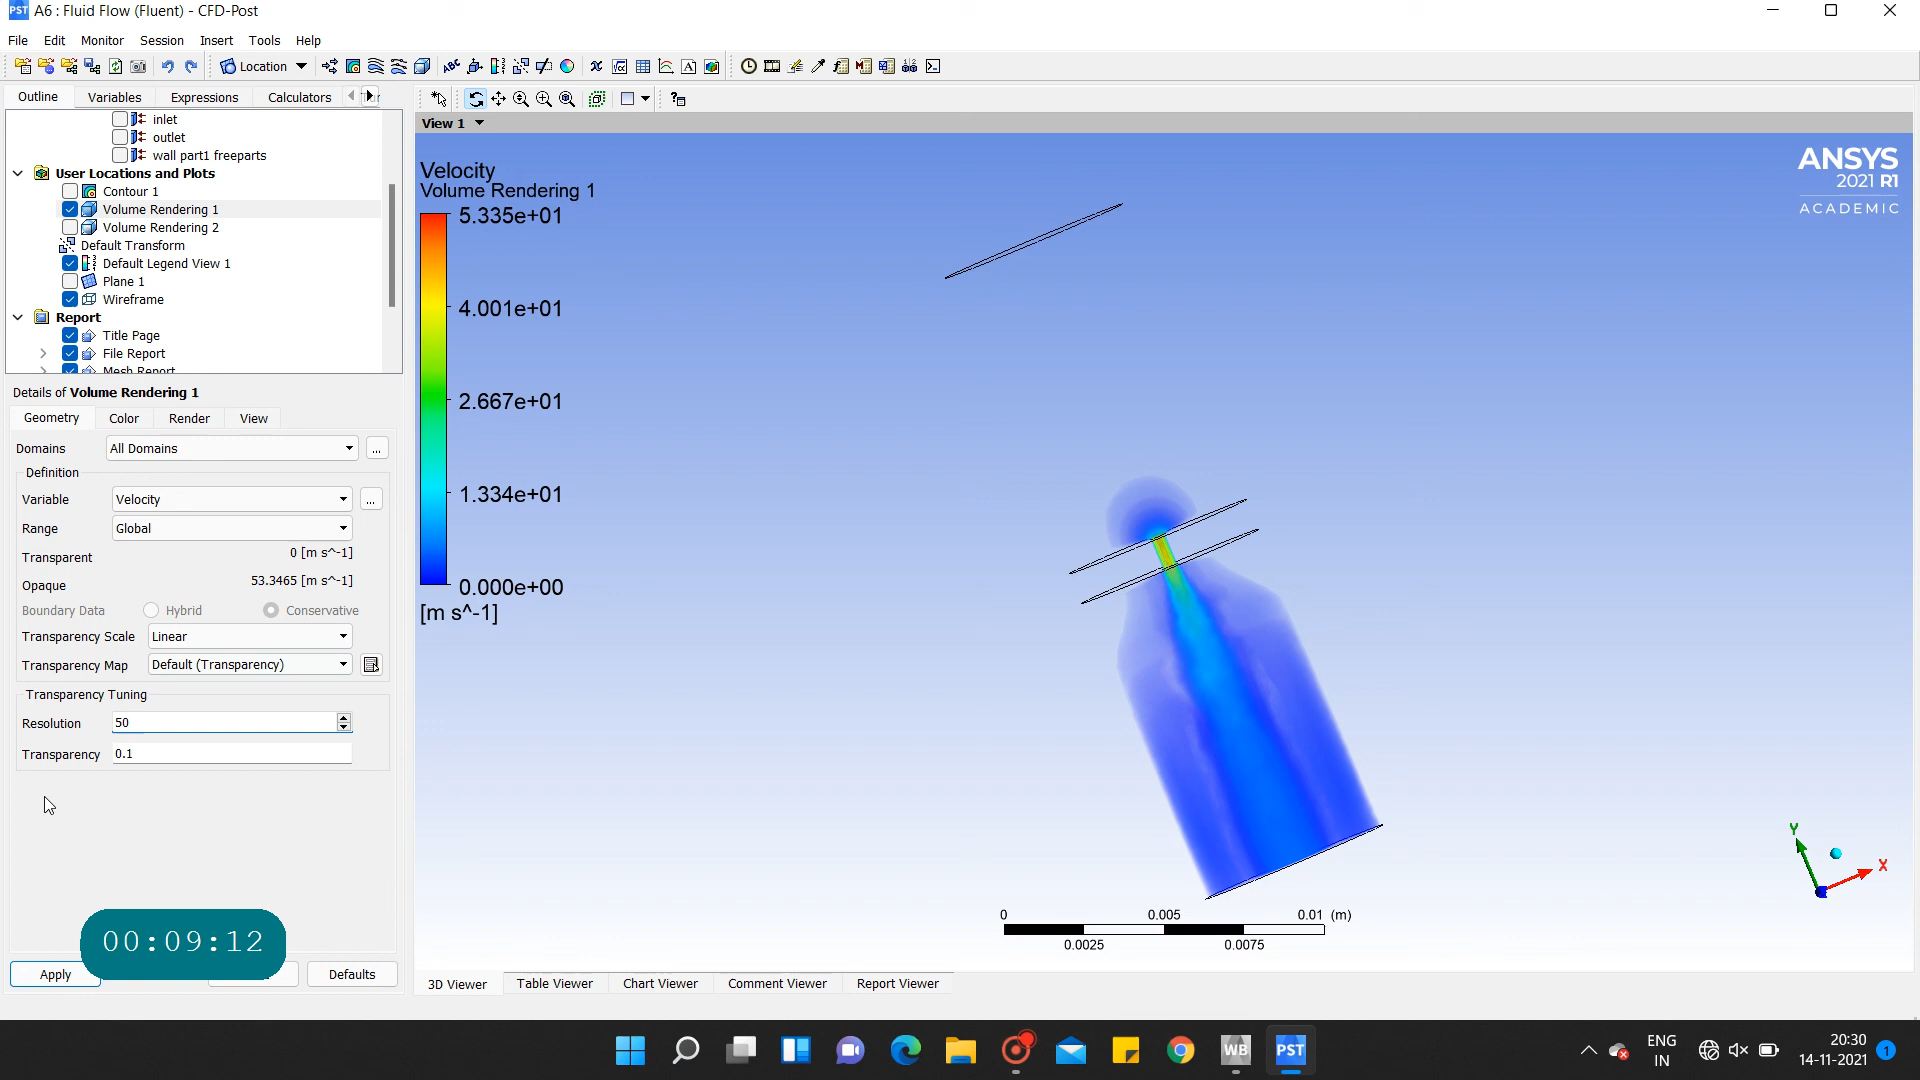 PST A6 : Fluid Flow (Fluent) - CFD-Post
File Edit Monitor Session Insert Tools Help
Location
Outline Variables Expressions Calculators
View 1
inlet
outlet
wall part1 freeparts
User Locations and Plots
Contour 1
Volume Rendering 1
Volume Rendering 2
Default Transform
Default Legend View 1
Plane 1
Wireframe
Report
Title Page
File Report
Mesh Report
Details of Volume Rendering 1
Geometry Color Render View
Domains All Domains ...
Definition
Variable Velocity ...
Range Global
Transparent 0 [m s^-1]
Opaque 53.3465 [m s^-1]
Boundary Data Hybrid Conservative
Transparency Scale Linear
Transparency Map Default (Transparency)
Transparency Tuning
Resolution 50
Transparency 0.1
00:09:12
Apply Defaults
Velocity
Volume Rendering 1
5.335e+01
4.001e+01
2.667e+01
1.334e+01
0.000e+00
[m s^-1]
ANSYS
2021 R1
ACADEMIC
Y
X
0 0.005 0.01 (m)
0.0025 0.0075
3D Viewer Table Viewer Chart Viewer Comment Viewer Report Viewer
WB PST
ENG
IN
20:30
14-11-2021
1